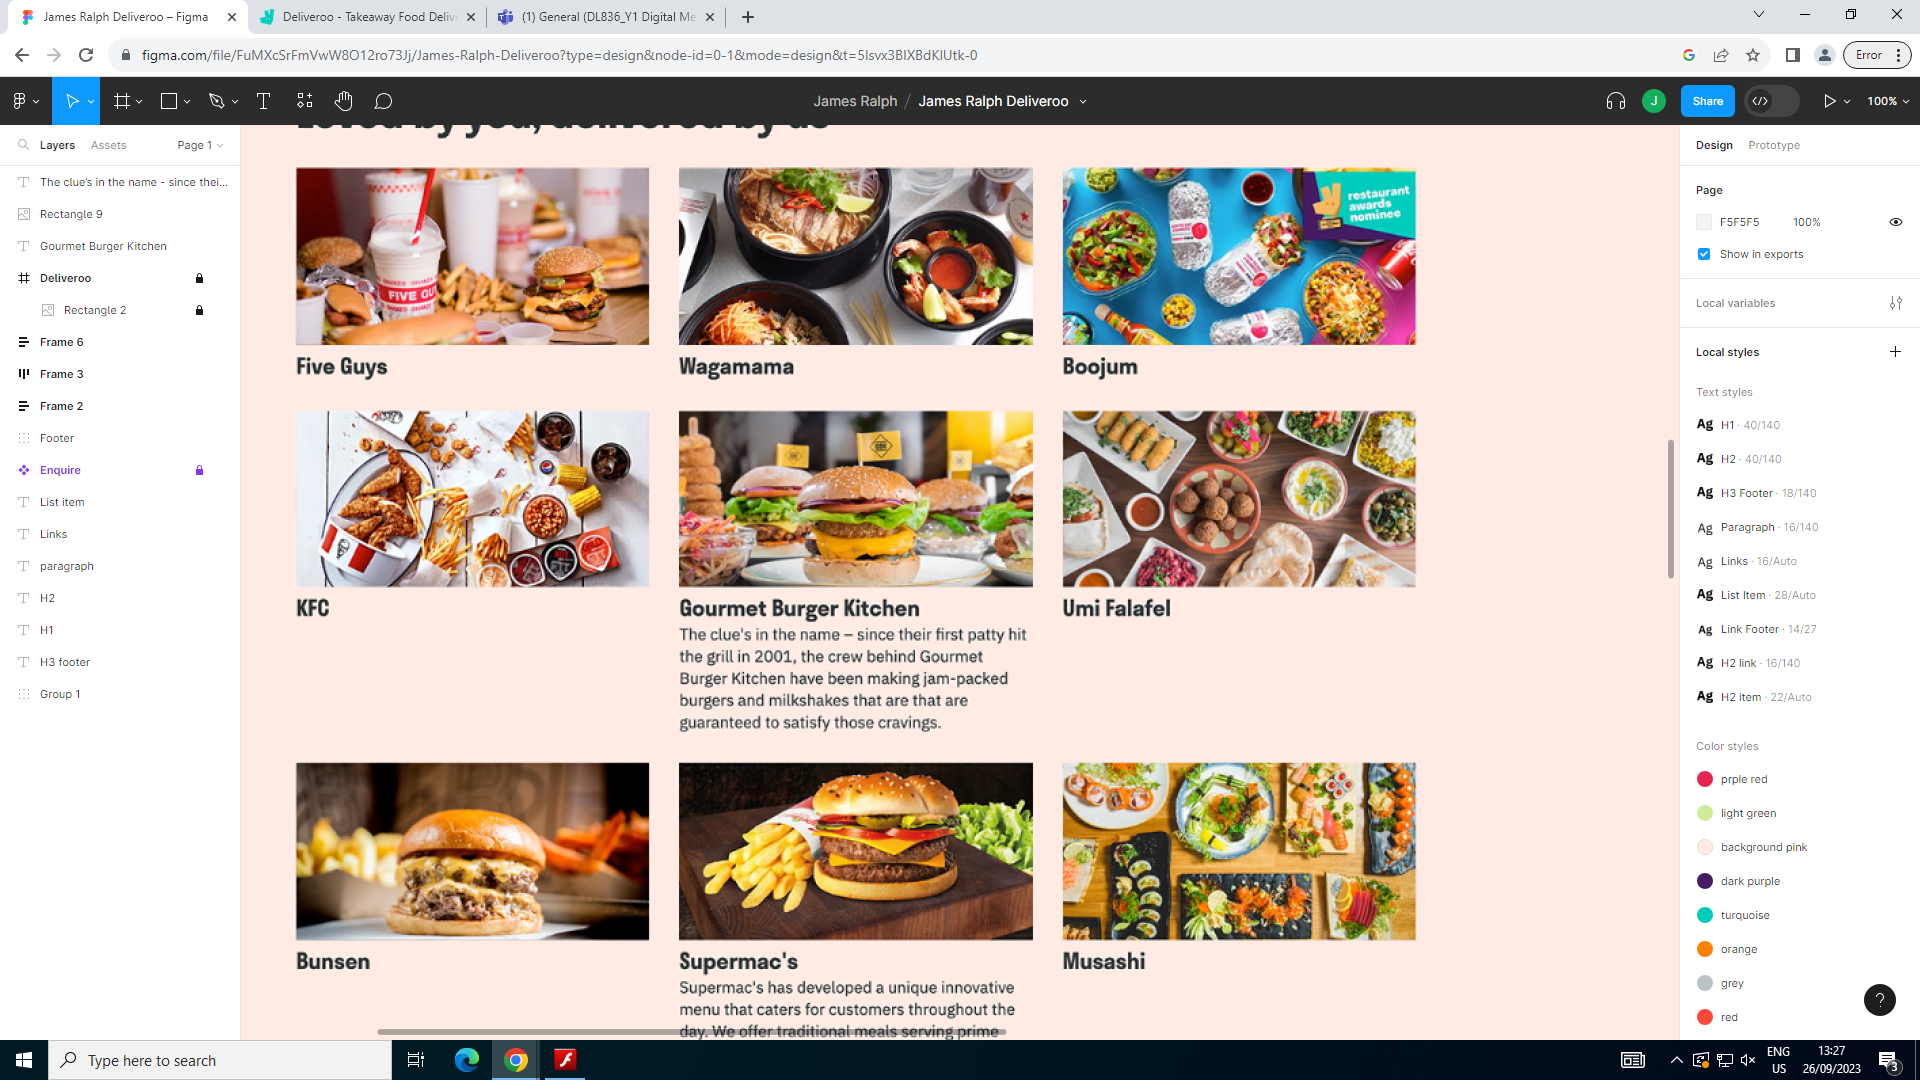 James Ralph Deliveroo – Figma
Deliveroo - Takeaway Food Delive
(1) General (DL836_Y1 Digital Me
figma.com/file/FuMXcSrFmVwW8O12ro73Jj/James-Ralph-Deliveroo?type=design&node-id=0-1&mode=design&t=5lsvx3BIXBdKIUtk-0
Error
James Ralph / James Ralph Deliveroo
J
Share
100%
Layers
Assets
Page 1
The clue's in the name - since thei...
Rectangle 9
Gourmet Burger Kitchen
Deliveroo
Rectangle 2
Frame 6
Frame 3
Frame 2
Footer
Enquire
List item
Links
paragraph
H2
H1
H3 footer
Group 1
Loved by you, delivered by us
FIVE GU
restaurant
awards
nominee
Five Guys
Wagamama
Boojum
KFC
Gourmet Burger Kitchen
The clue's in the name – since their first patty hit
the grill in 2001, the crew behind Gourmet
Burger Kitchen have been making jam-packed
burgers and milkshakes that are that are
guaranteed to satisfy those cravings.
Umi Falafel
Bunsen
Supermac's
Supermac's has developed a unique innovative
menu that caters for customers throughout the
day. We offer traditional meals serving prime
Musashi
Design
Prototype
Page
F5F5F5
100%
Show in exports
Local variables
Local styles
Text styles
Ag H1 · 40/140
Ag H2 · 40/140
Ag H3 Footer · 18/140
Ag Paragraph · 16/140
Ag Links · 16/Auto
Ag List Item · 28/Auto
Ag Link Footer · 14/27
Ag H2 link · 16/140
Ag H2 item · 22/Auto
Color styles
prple red
light green
background pink
dark purple
turquoise
orange
grey
red
?
Type here to search
ENG
US
13:27
26/09/2023
3